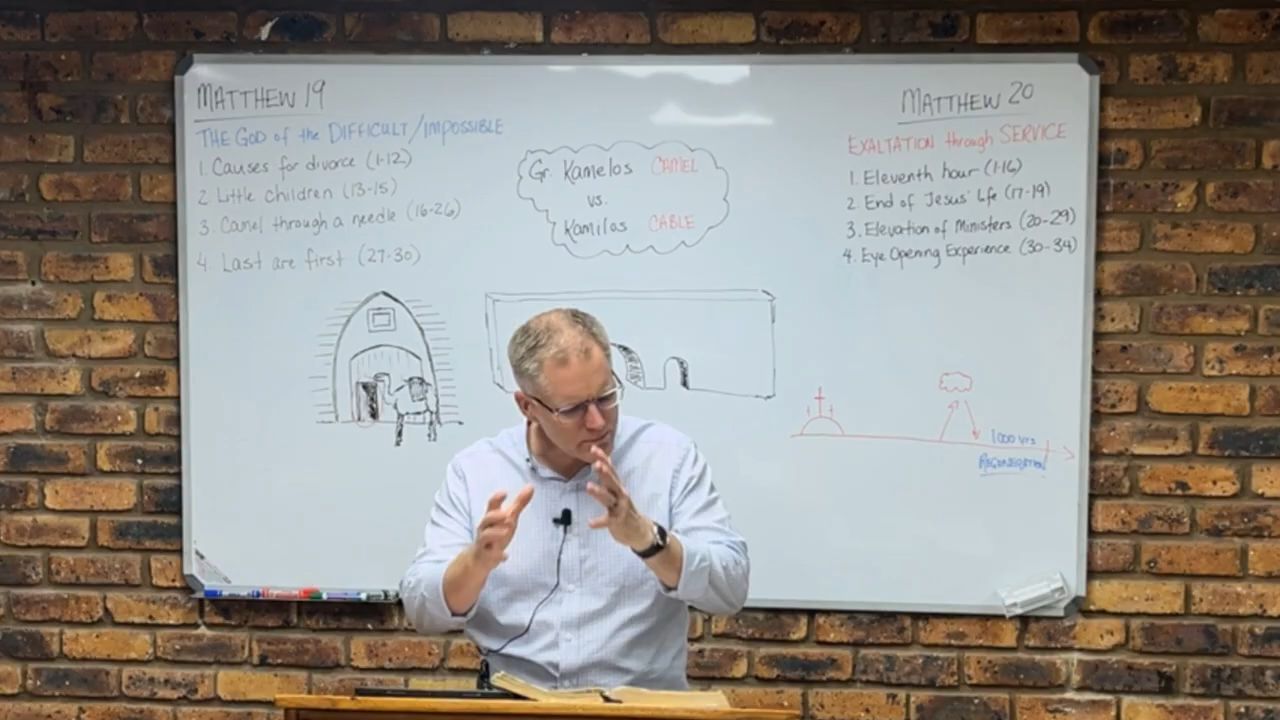 MATTHEW 19
THE GOD of the DIFFICULT/IMPOSSIBLE
1. Causes for divorce (1-12)
2 Little children (13-15)
3. Camel through a needle (16-26)
4. Last are first (27-30)
Gr. Kamelos CAMEL
vs.
Kamilos CABLE
MATTHEW 20
EXALTATION through SERVICE
1. Eleventh hour (1-16)
2. End of Jesus' Life (17-19)
3. Elevation of Ministers (20-29)
4. Eye Opening Experience (30-34)
1000 yrs
REGENERATION